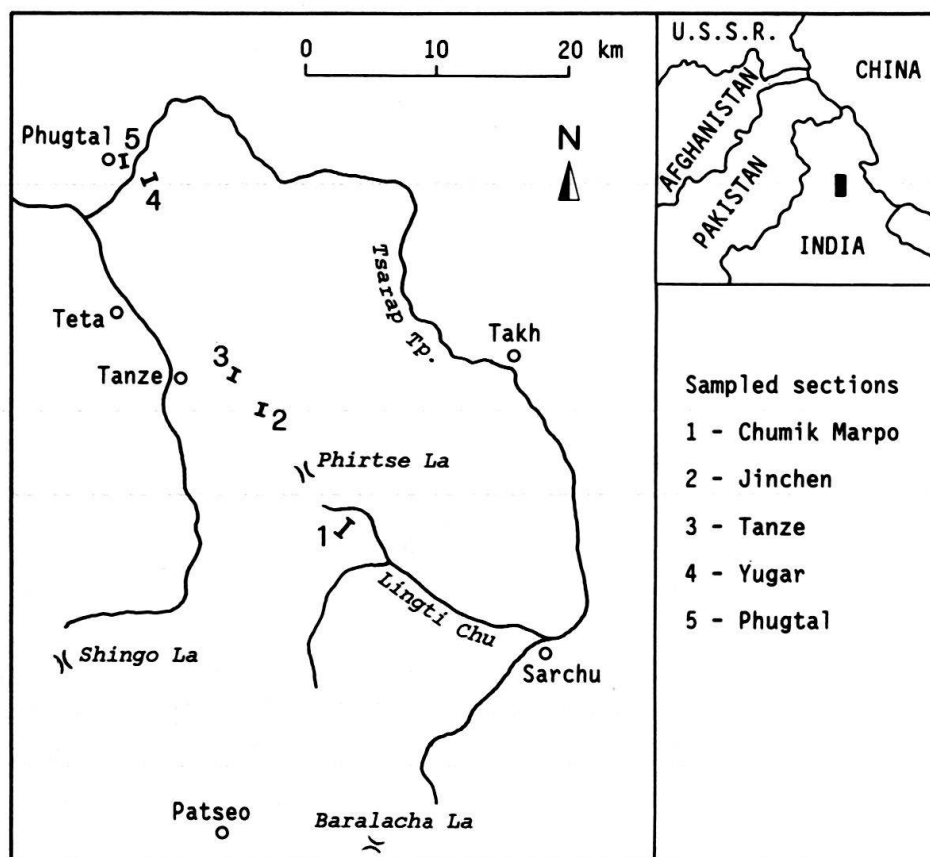 0 10 20 km
N
Phugtal
5
4
Teta
Tanze
3
2
Tsarap Tp.
Takh
Phirtse La
1
Lingti Chu
Shingo La
Sarchu
Patseo
Baralacha La
U.S.S.R.
CHINA
AFGHANISTAN
PAKISTAN
INDIA
Sampled sections
1 - Chumik Marpo
2 - Jinchen
3 - Tanze
4 - Yugar
5 - Phugtal